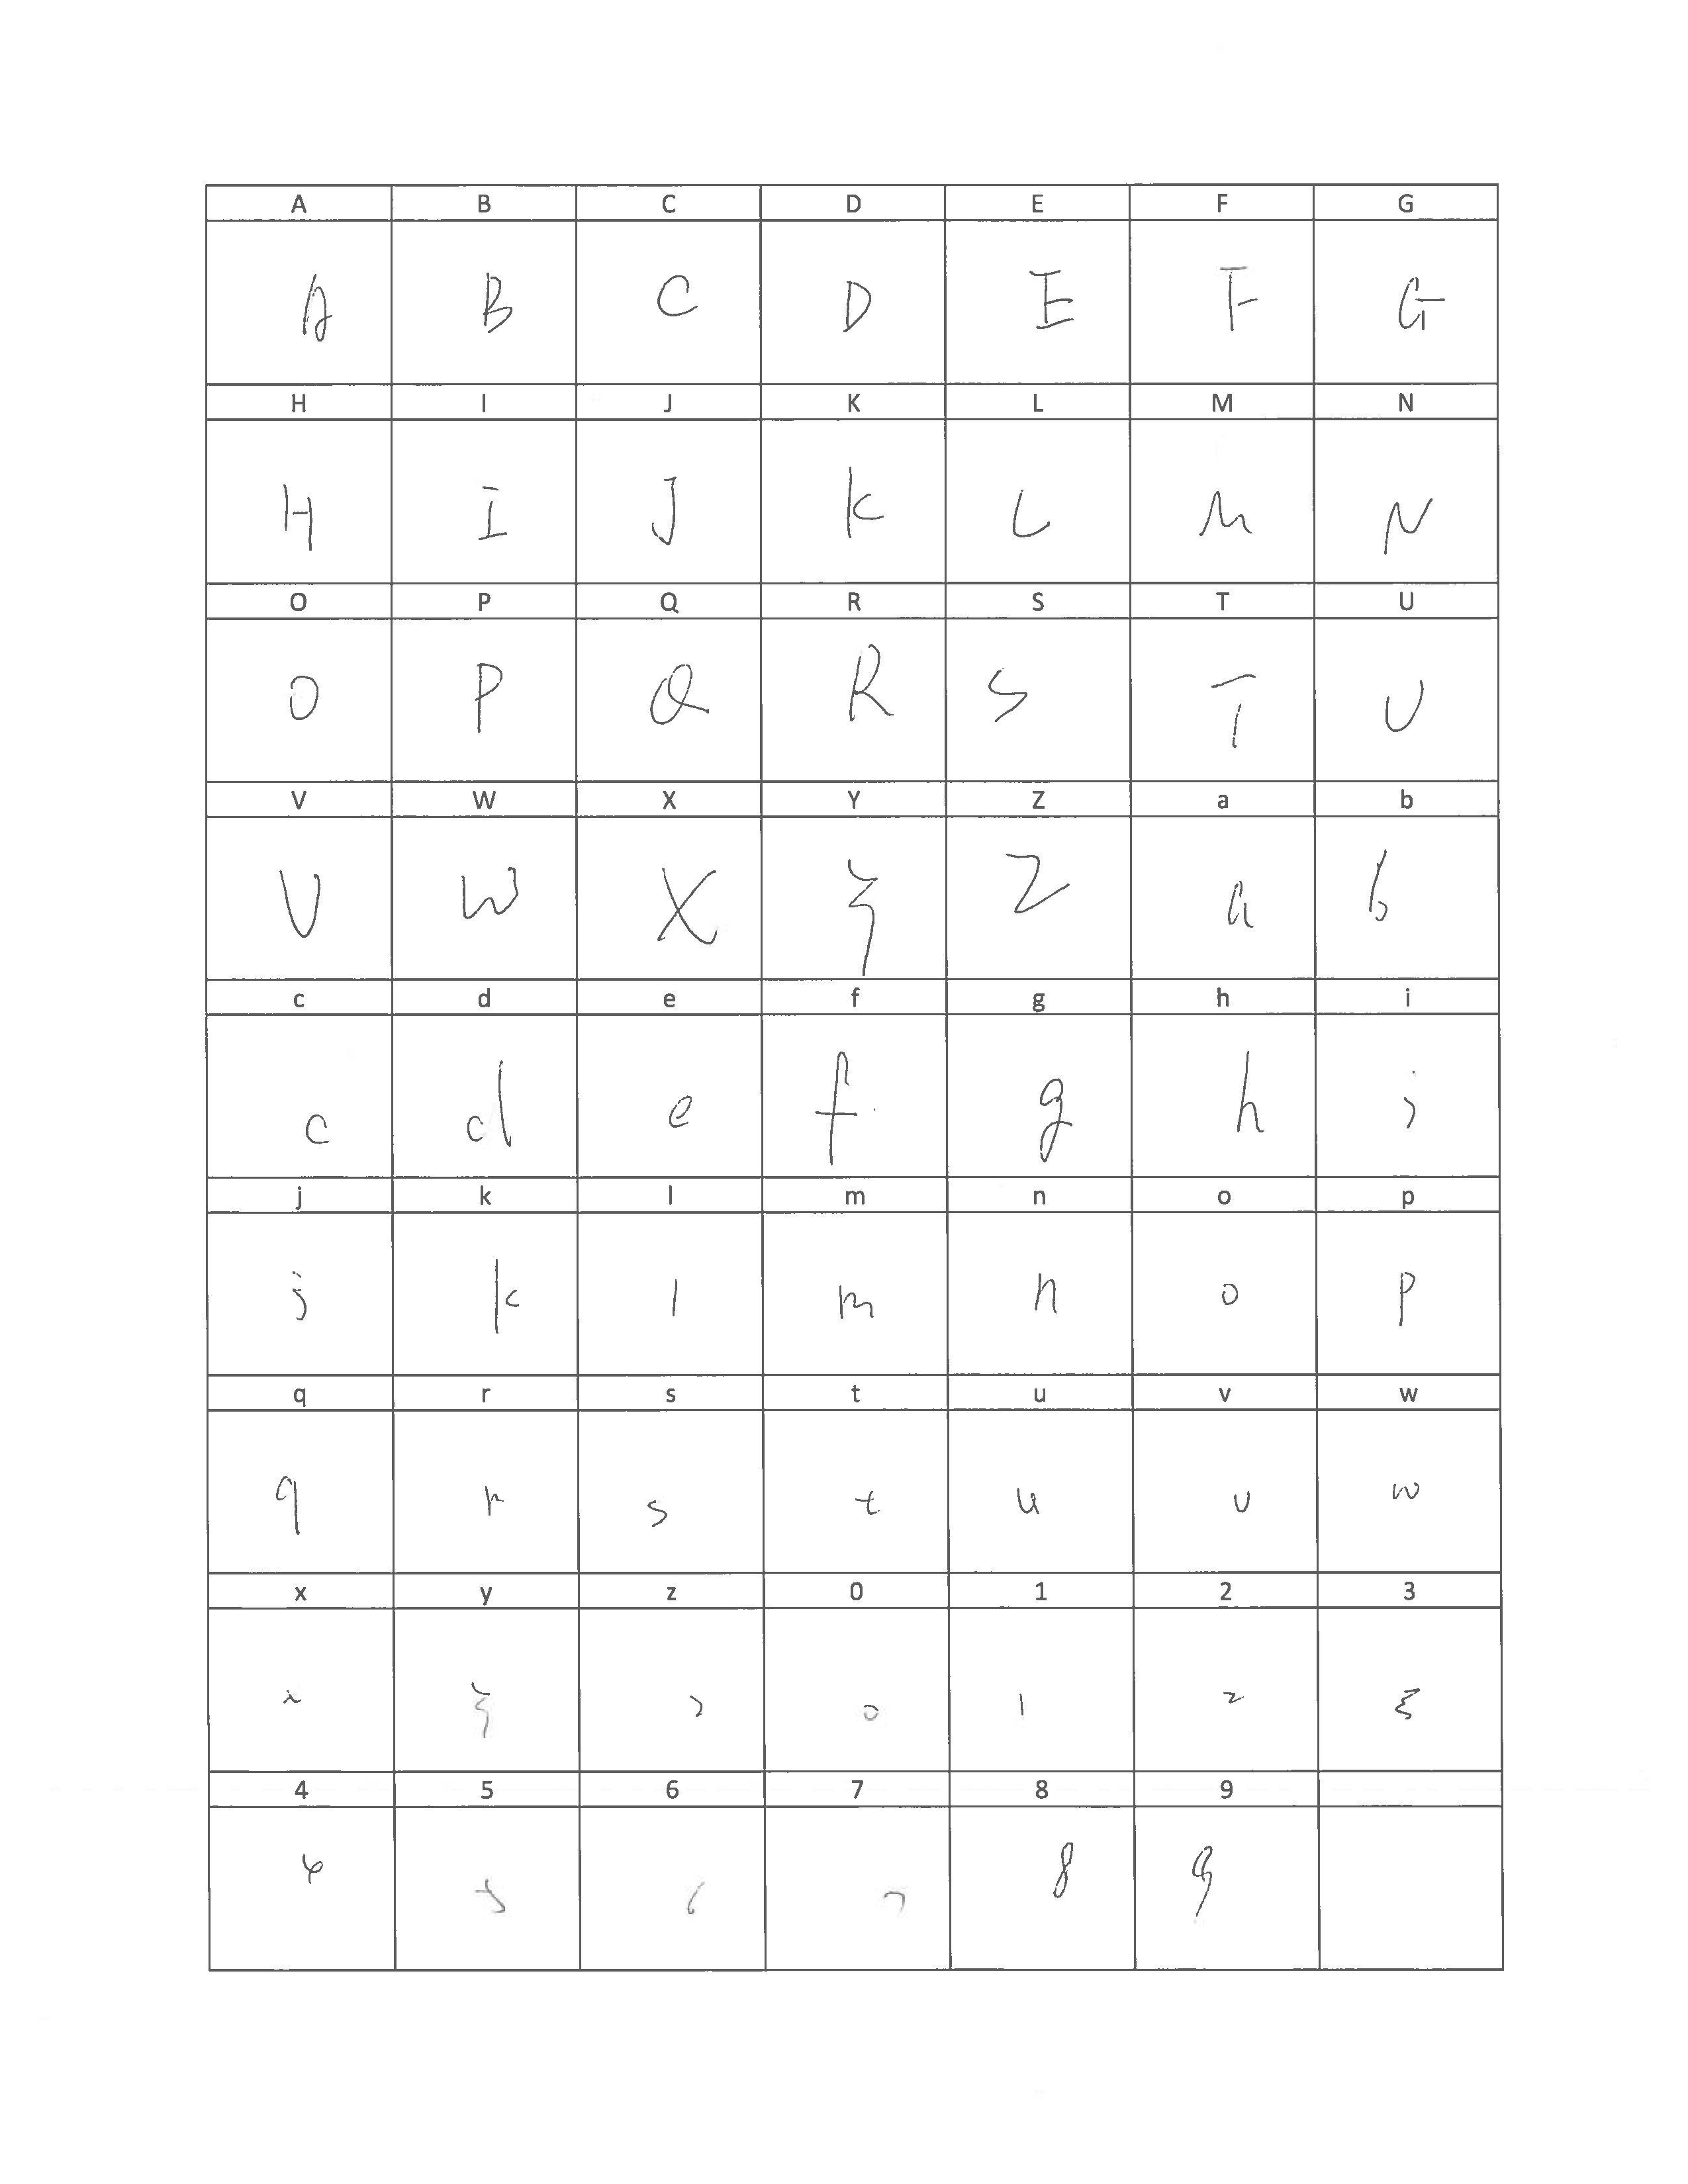 A B C D E F G
A B C D E F G
H I J K L M N
H I J K L M N
O P Q R S T U
O P Q R S T U
V W X Y Z a b
V W X Y Z a b
c d e f g h i
c d e f g h i
j k l m n o p
j k l m n o p
q r s t u v w
q r s t u v w
x y z 0 1 2 3
x y z 0 1 2 3
4 5 6 7 8 9
4 5 6 7 8 9